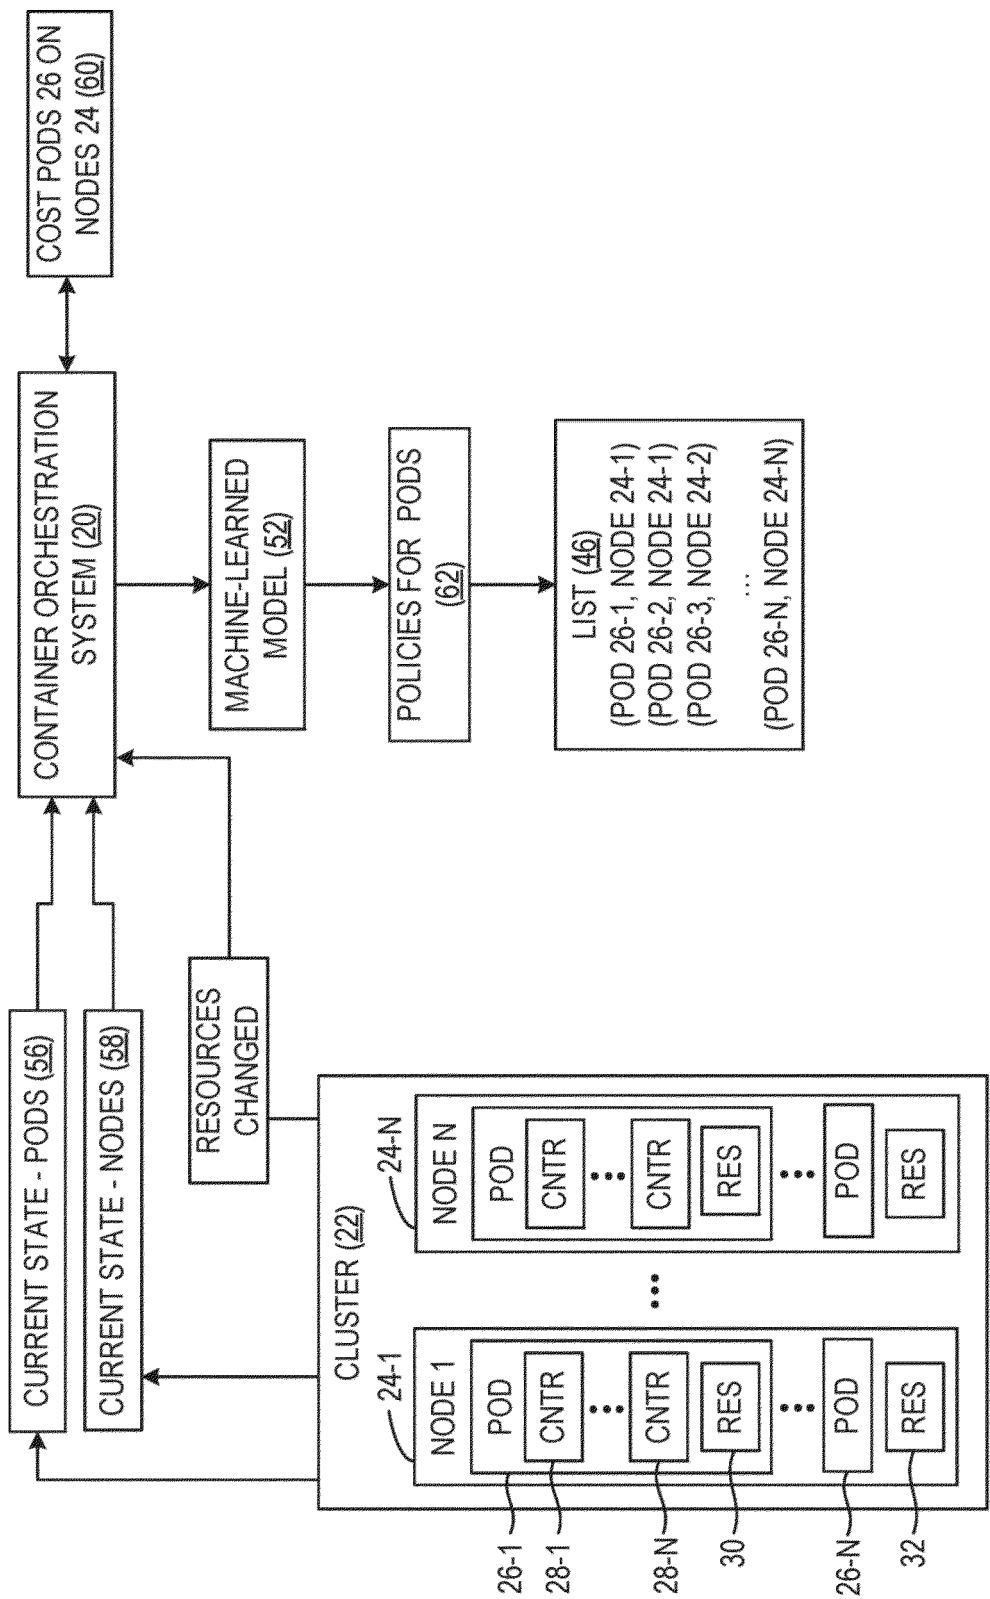 CURRENT STATE - PODS (56)
CURRENT STATE - NODES (58)
CONTAINER ORCHESTRATION
SYSTEM (20)
COST PODS 26 ON
NODES 24 (60)
RESOURCES
CHANGED
MACHINE-LEARNED
MODEL (52)
POLICIES FOR PODS
(62)
LIST (46)
(POD 26-1, NODE 24-1)
(POD 26-2, NODE 24-1)
(POD 26-3, NODE 24-2)
...
(POD 26-N, NODE 24-N)
CLUSTER (22)
24-1
NODE 1
POD
CNTR
CNTR
RES
POD
RES
24-N
NODE N
POD
CNTR
CNTR
RES
POD
RES
26-1
28-1
28-N
30
26-N
32